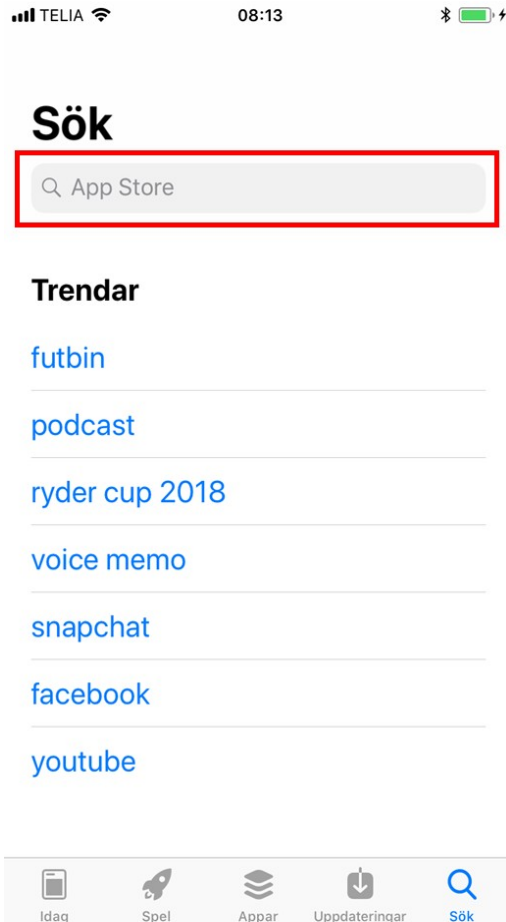 TELIA 08:13
Sök
App Store
Trendar
futbin
podcast
ryder cup 2018
voice memo
snapchat
facebook
youtube
Idag Spel Appar Uppdateringar Sök